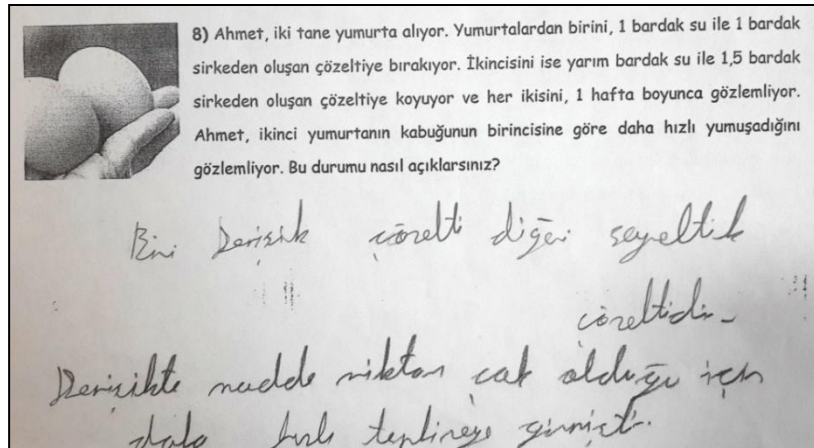 8) Ahmet, iki tane yumurta alıyor. Yumurtalardan birini, 1 bardak su ile 1 bardak
sirkeden oluşan çözeltiye bırakıyor. İkincisini ise yarım bardak su ile 1,5 bardak
sirkeden oluşan çözeltiye koyuyor ve her ikisini, 1 hafta boyunca gözlemliyor.
Ahmet, ikinci yumurtanın kabuğunun birincisine göre daha hızlı yumuşadığını
gözlemliyor. Bu durumu nasıl açıklarsınız?
Biri Derişik çözelti diğeri seyreltik
çözeltidir.
Derişikte madde miktarı çok olduğu için
daha hızlı tepkimeye girmiştir.